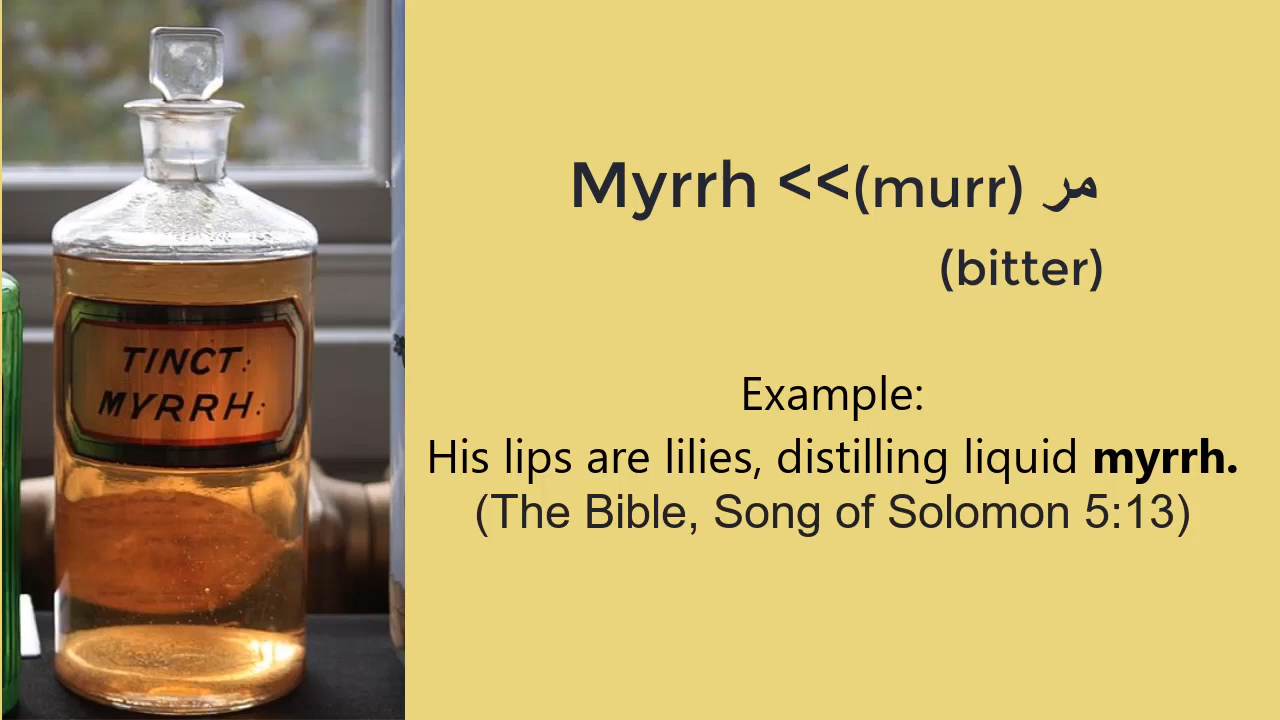 TINCT:
MYRRH:
Myrrh <<(murr) مر
(bitter)
Example:
His lips are lilies, distilling liquid myrrh.
(The Bible, Song of Solomon 5:13)